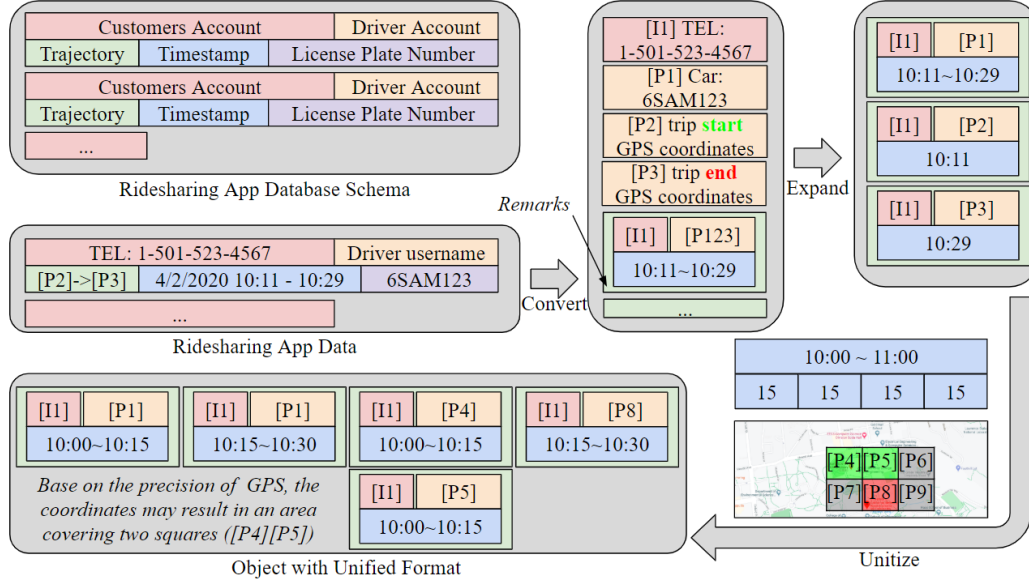 Customers Account
Driver Account
Trajectory
Timestamp
License Plate Number
Customers Account
Driver Account
Trajectory
Timestamp
License Plate Number
...
Ridesharing App Database Schema
TEL: 1-501-523-4567
Driver username
[P2]->[P3]
4/2/2020 10:11 - 10:29
6SAM123
...
Ridesharing App Data
Convert
[I1] TEL:
1-501-523-4567
[P1] Car:
6SAM123
[P2] trip start
GPS coordinates
[P3] trip end
GPS coordinates
Remarks
[I1]
[P123]
10:11~10:29
...
Expand
[I1]
[P1]
10:11~10:29
[I1]
[P2]
10:11
[I1]
[P3]
10:29
10:00 ~ 11:00
15
15
15
15
[P4]
[P5]
[P6]
[P7]
[P8]
[P9]
Unitize
[I1]
[P1]
10:00~10:15
[I1]
[P1]
10:15~10:30
[I1]
[P4]
10:00~10:15
[I1]
[P8]
10:15~10:30
[I1]
[P5]
10:00~10:15
Base on the precision of GPS, the
coordinates may result in an area
covering two squares ([P4][P5])
Object with Unified Format